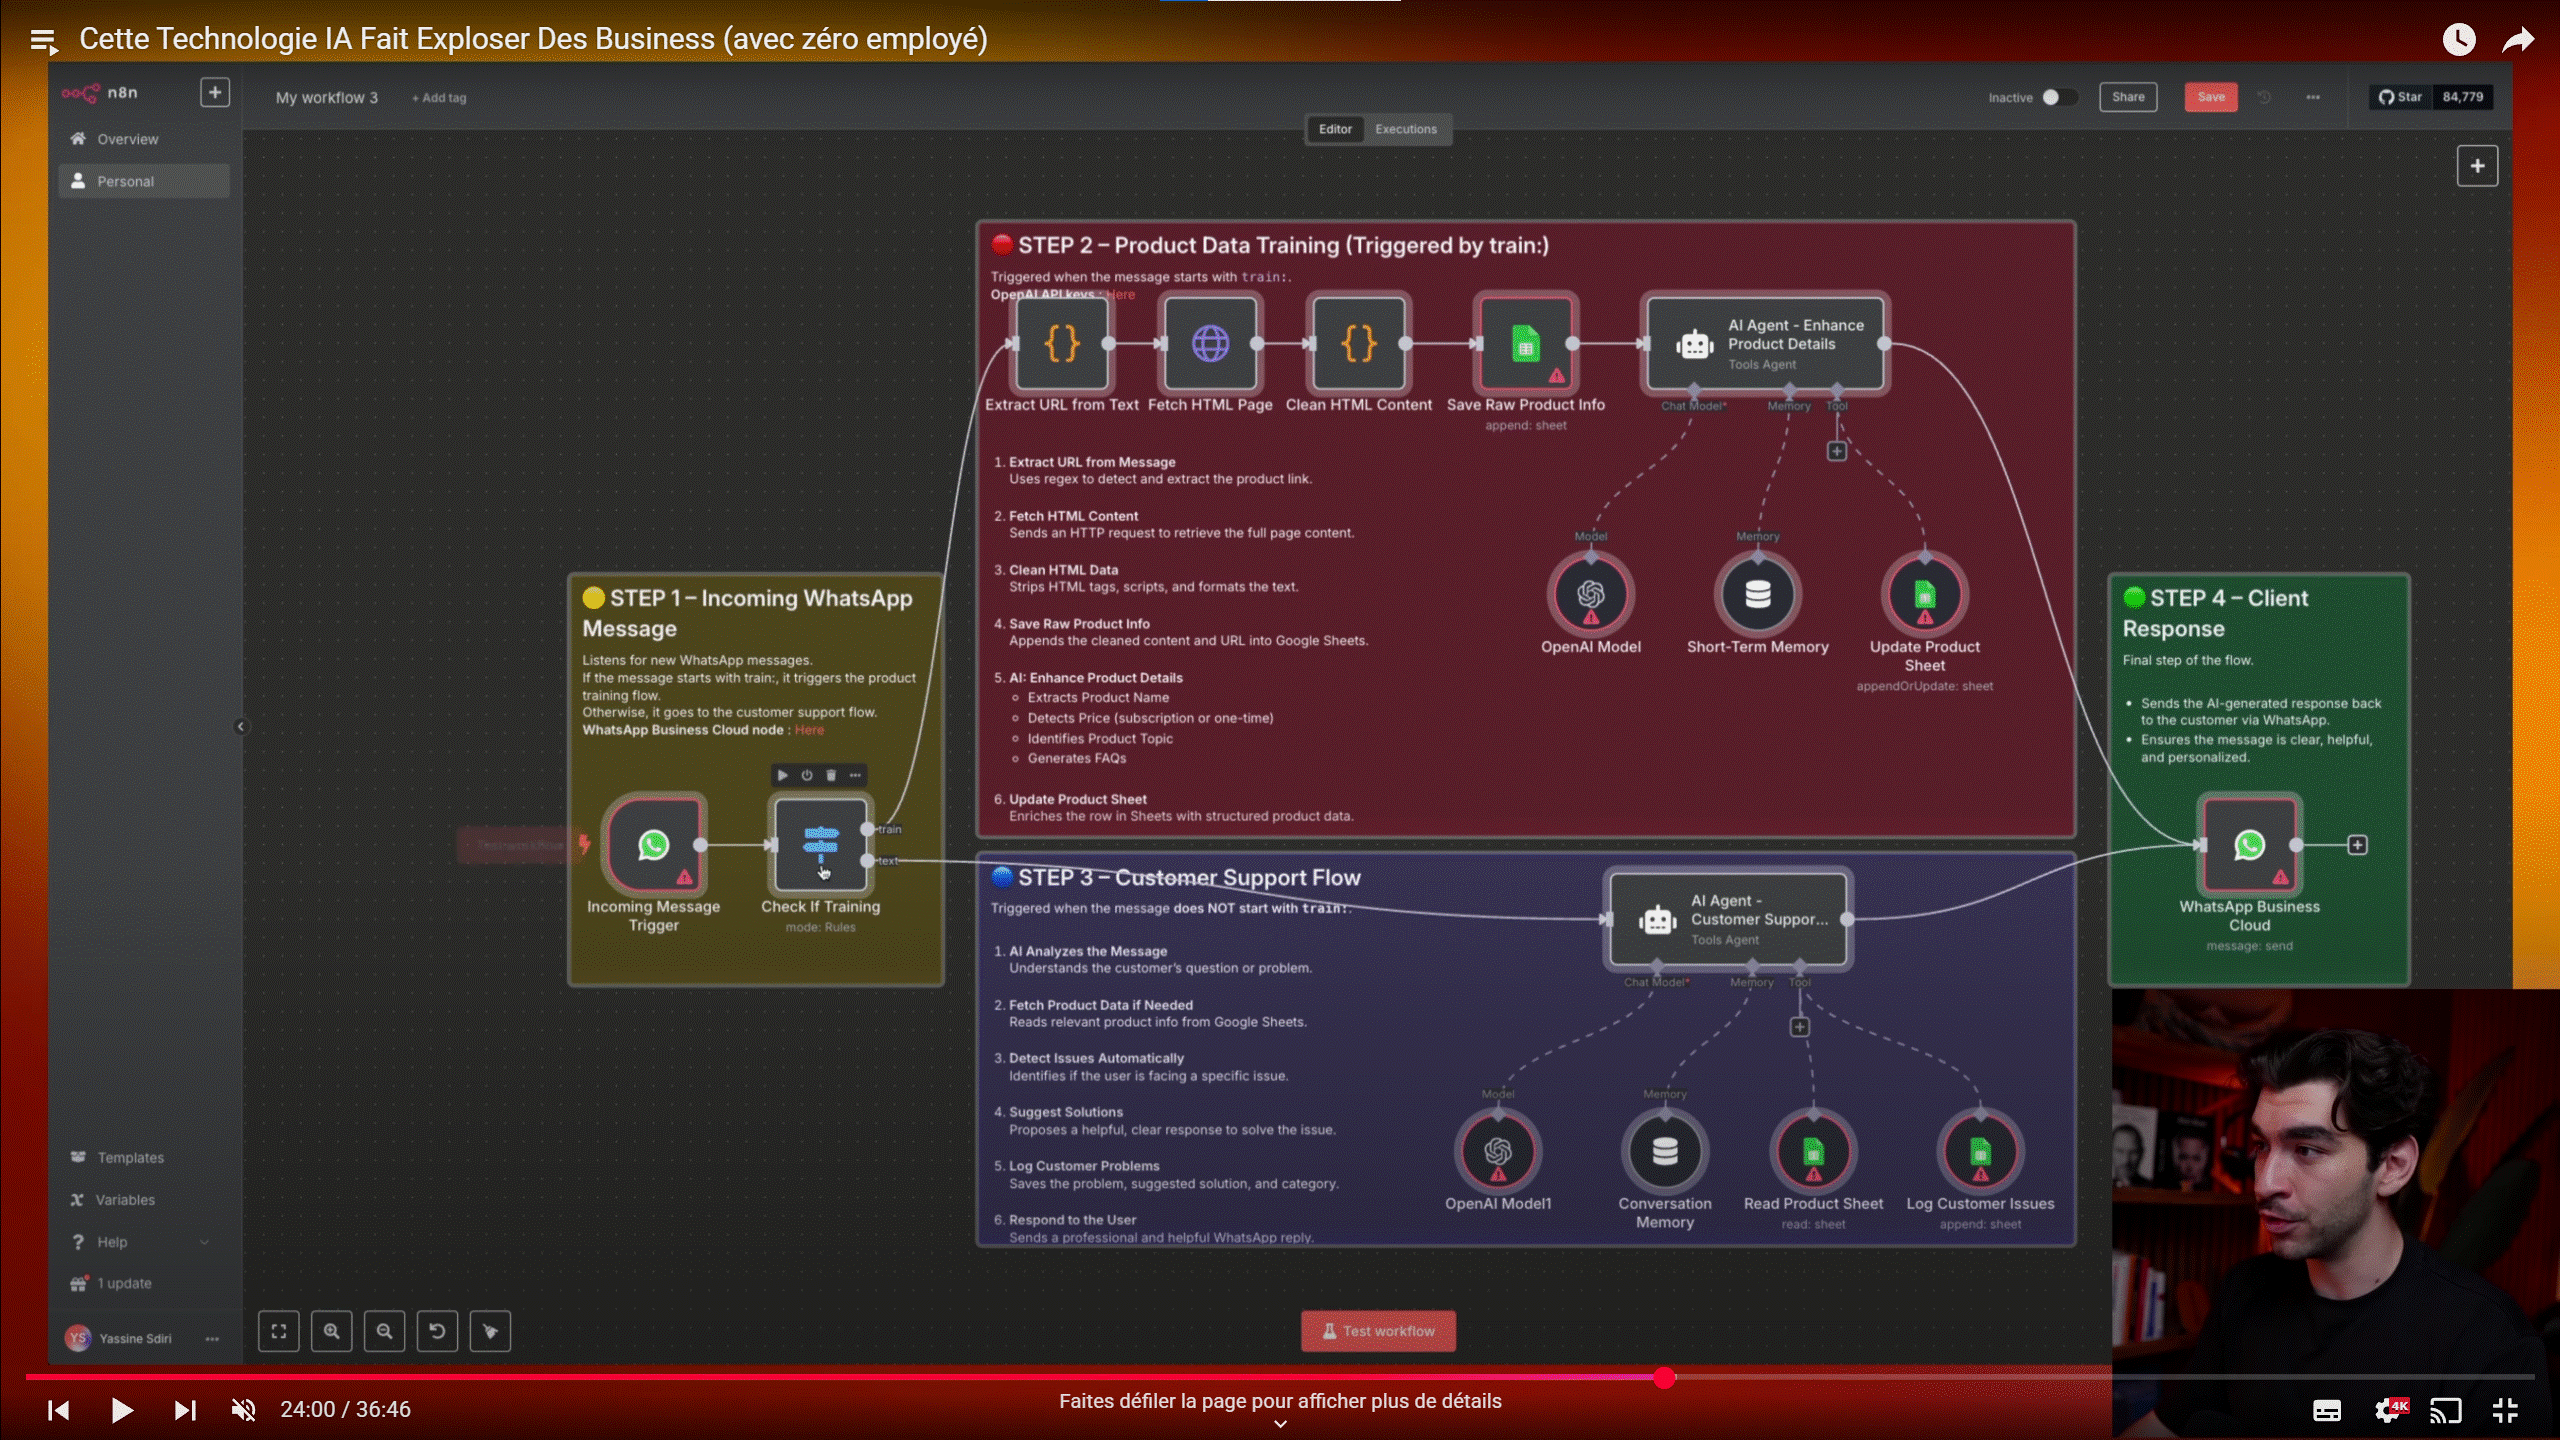 Cette Technologie IA Fait Exploser Des Business (avec zéro employé)
n8n
My workflow 3
+ Add tag
Inactive
Share
Save
Star
84,779
Editor
Executions
Overview
Personal
STEP 2 – Product Data Training (Triggered by train:)
Triggered when the message starts with train:.
OpenAI API keys : Here
AI Agent - Enhance
Product Details
Tools Agent
Extract URL from Text
Fetch HTML Page
Clean HTML Content
Save Raw Product Info
append: sheet
Chat Model*
Memory
Tool
1. Extract URL from Message
Uses regex to detect and extract the product link.
2. Fetch HTML Content
Sends an HTTP request to retrieve the full page content.
3. Clean HTML Data
Strips HTML tags, scripts, and formats the text.
4. Save Raw Product Info
Appends the cleaned content and URL into Google Sheets.
5. AI: Enhance Product Details
Extracts Product Name
Detects Price (subscription or one-time)
Identifies Product Topic
Generates FAQs
6. Update Product Sheet
Enriches the row in Sheets with structured product data.
Model
Memory
OpenAI Model
Short-Term Memory
Update Product
Sheet
appendOrUpdate: sheet
STEP 1 – Incoming WhatsApp
Message
Listens for new WhatsApp messages.
If the message starts with train:, it triggers the product
training flow.
Otherwise, it goes to the customer support flow.
WhatsApp Business Cloud node : Here
train
text
Incoming Message
Trigger
Check If Training
mode: Rules
STEP 4 – Client
Response
Final step of the flow.
Sends the AI-generated response back
to the customer via WhatsApp.
Ensures the message is clear, helpful,
and personalized.
WhatsApp Business
Cloud
message: send
STEP 3 – Customer Support Flow
Triggered when the message does NOT start with train:.
AI Agent -
Customer Suppor...
Tools Agent
Chat Model*
Memory
Tool
1. AI Analyzes the Message
Understands the customer's question or problem.
2. Fetch Product Data if Needed
Reads relevant product info from Google Sheets.
3. Detect Issues Automatically
Identifies if the user is facing a specific issue.
4. Suggest Solutions
Proposes a helpful, clear response to solve the issue.
5. Log Customer Problems
Saves the problem, suggested solution, and category.
6. Respond to the User
Sends a professional and helpful WhatsApp reply.
Model
Memory
OpenAI Model1
Conversation
Memory
Read Product Sheet
read: sheet
Log Customer Issues
append: sheet
Templates
Variables
Help
1 update
YS
Yassine Sdiri
Test workflow
24:00 / 36:46
Faites défiler la page pour afficher plus de détails
4K